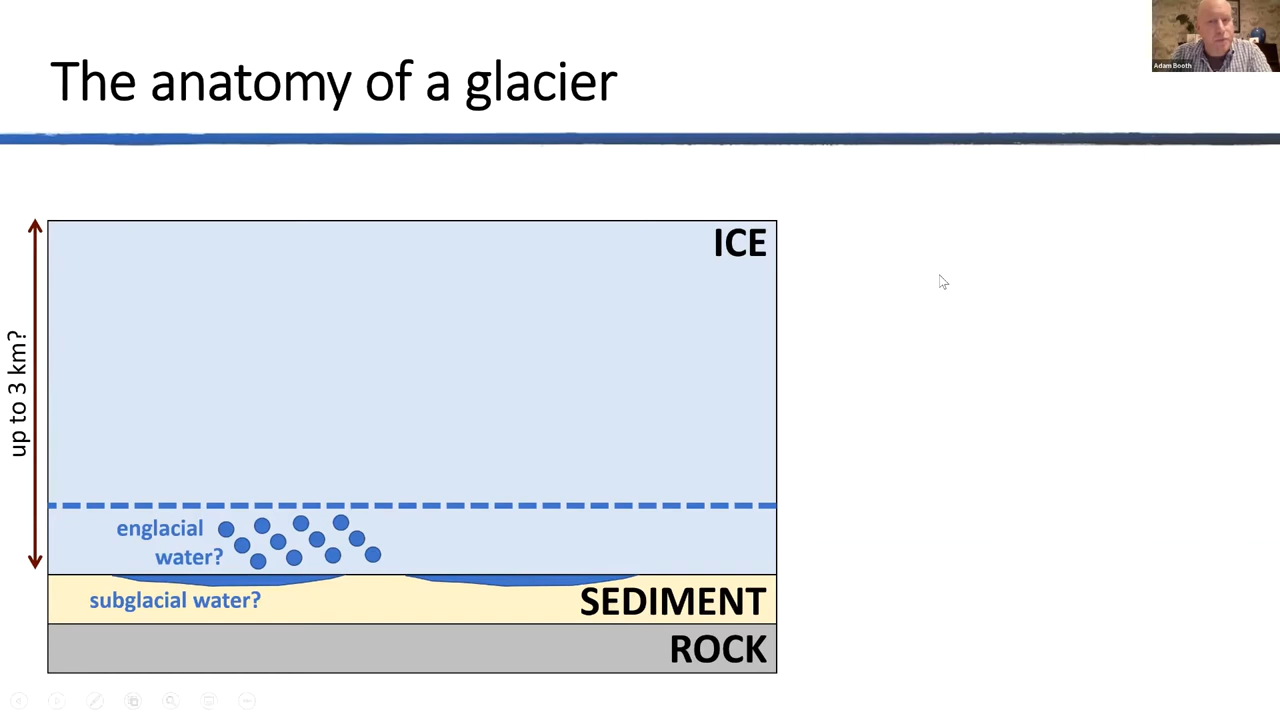 The anatomy of a glacier
Adam Booth
ICE
up to 3 km?
englacial
water?
subglacial water?
SEDIMENT
ROCK